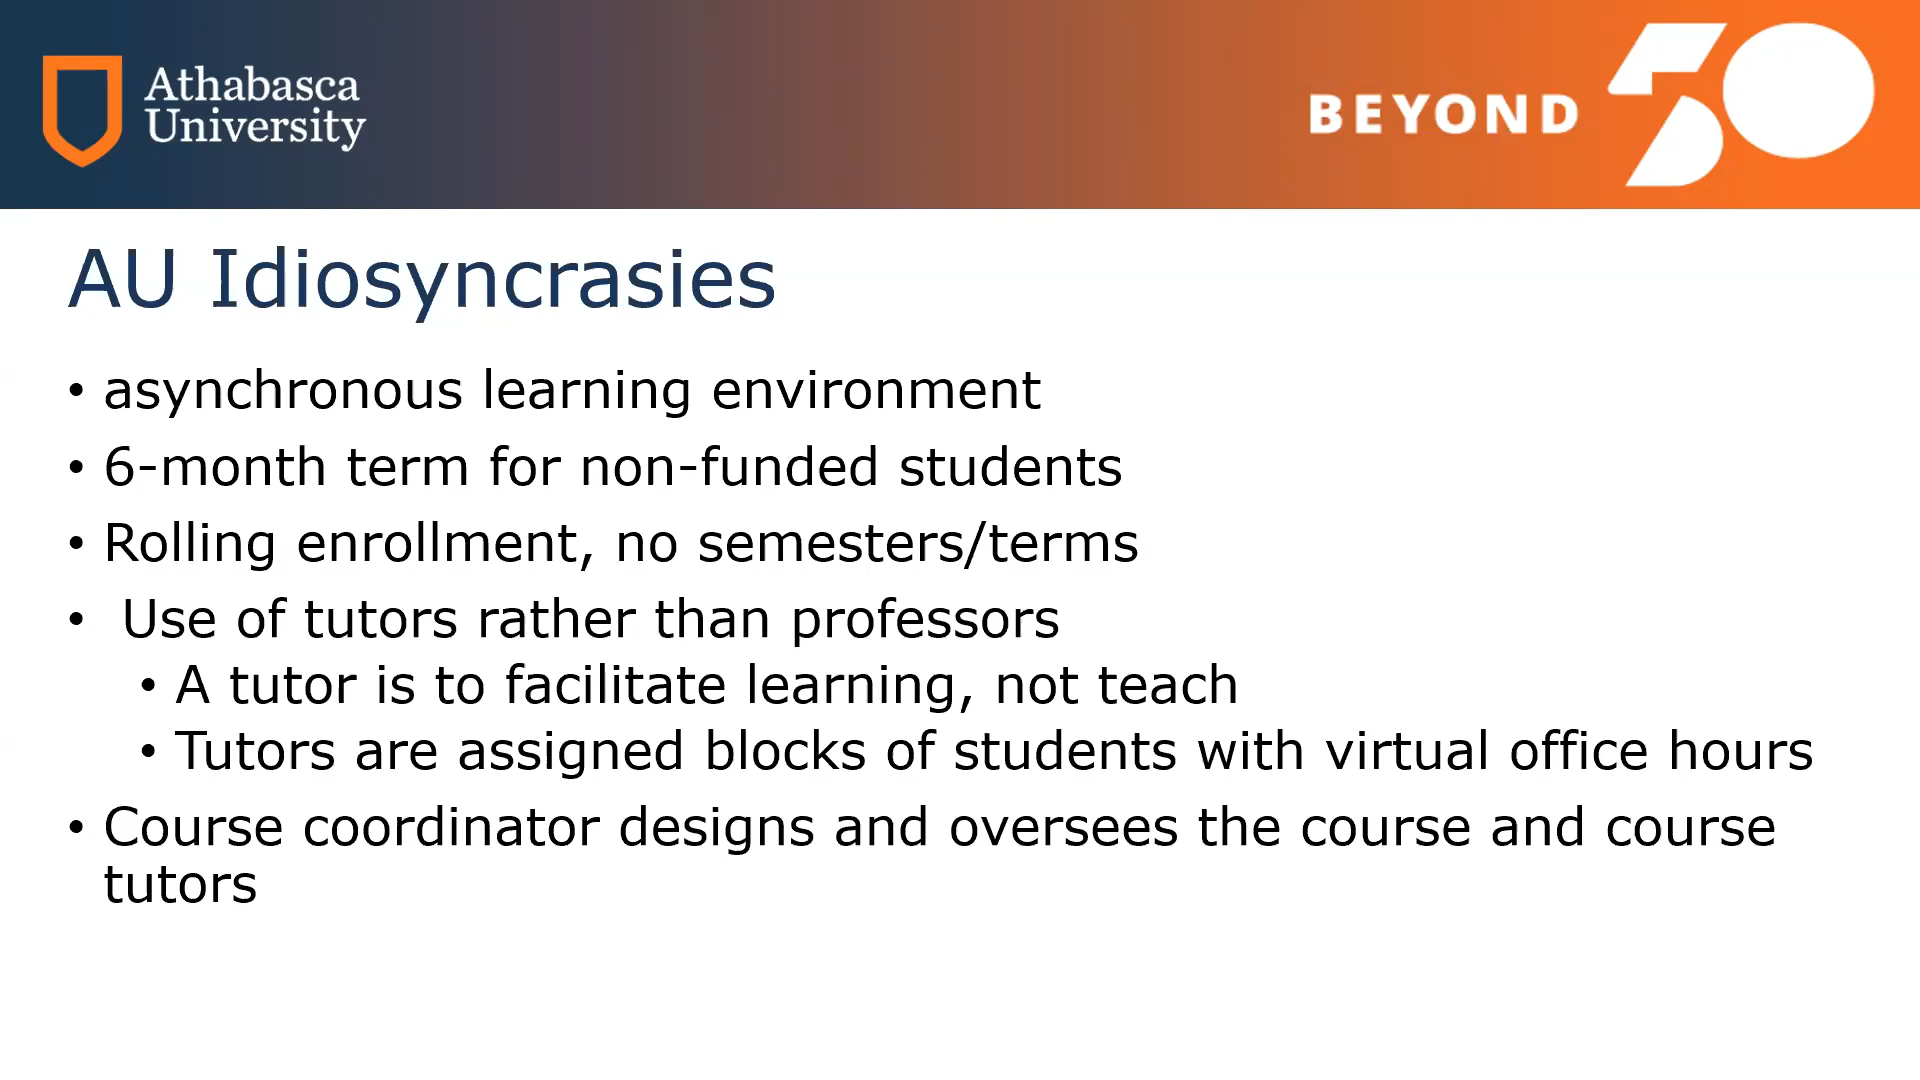 Athabasca
University
BEYOND 50
AU Idiosyncrasies
• asynchronous learning environment
• 6-month term for non-funded students
• Rolling enrollment, no semesters/terms
• Use of tutors rather than professors
• A tutor is to facilitate learning, not teach
• Tutors are assigned blocks of students with virtual office hours
• Course coordinator designs and oversees the course and course
tutors